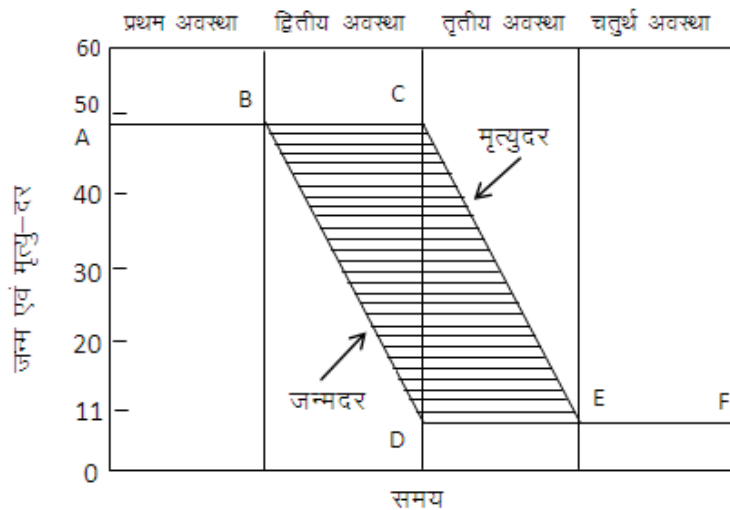 प्रथम अवस्था द्वितीय अवस्था तृतीय अवस्था चतुर्थ अवस्था
60
B C
50
A
मृत्युदर
40
जन्म एवं मृत्यु-दर
30
20
जन्मदर
11
E F
D
0
समय